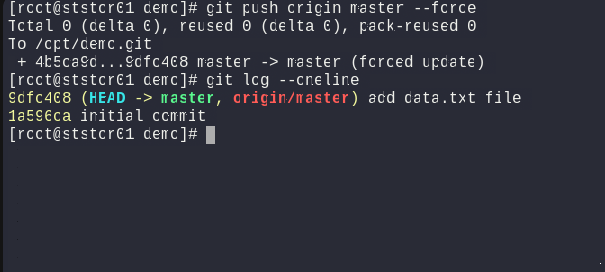 [root@ststor01 demo]# git push origin master --force
Total 0 (delta 0), reused 0 (delta 0), pack-reused 0
To /opt/demo.git
 + 4b5ca9d...9dfc408 master -> master (forced update)
[root@ststor01 demo]# git log --oneline
9dfc408 (HEAD -> master, origin/master) add data.txt file
1a596ca initial commit
[root@ststor01 demo]#